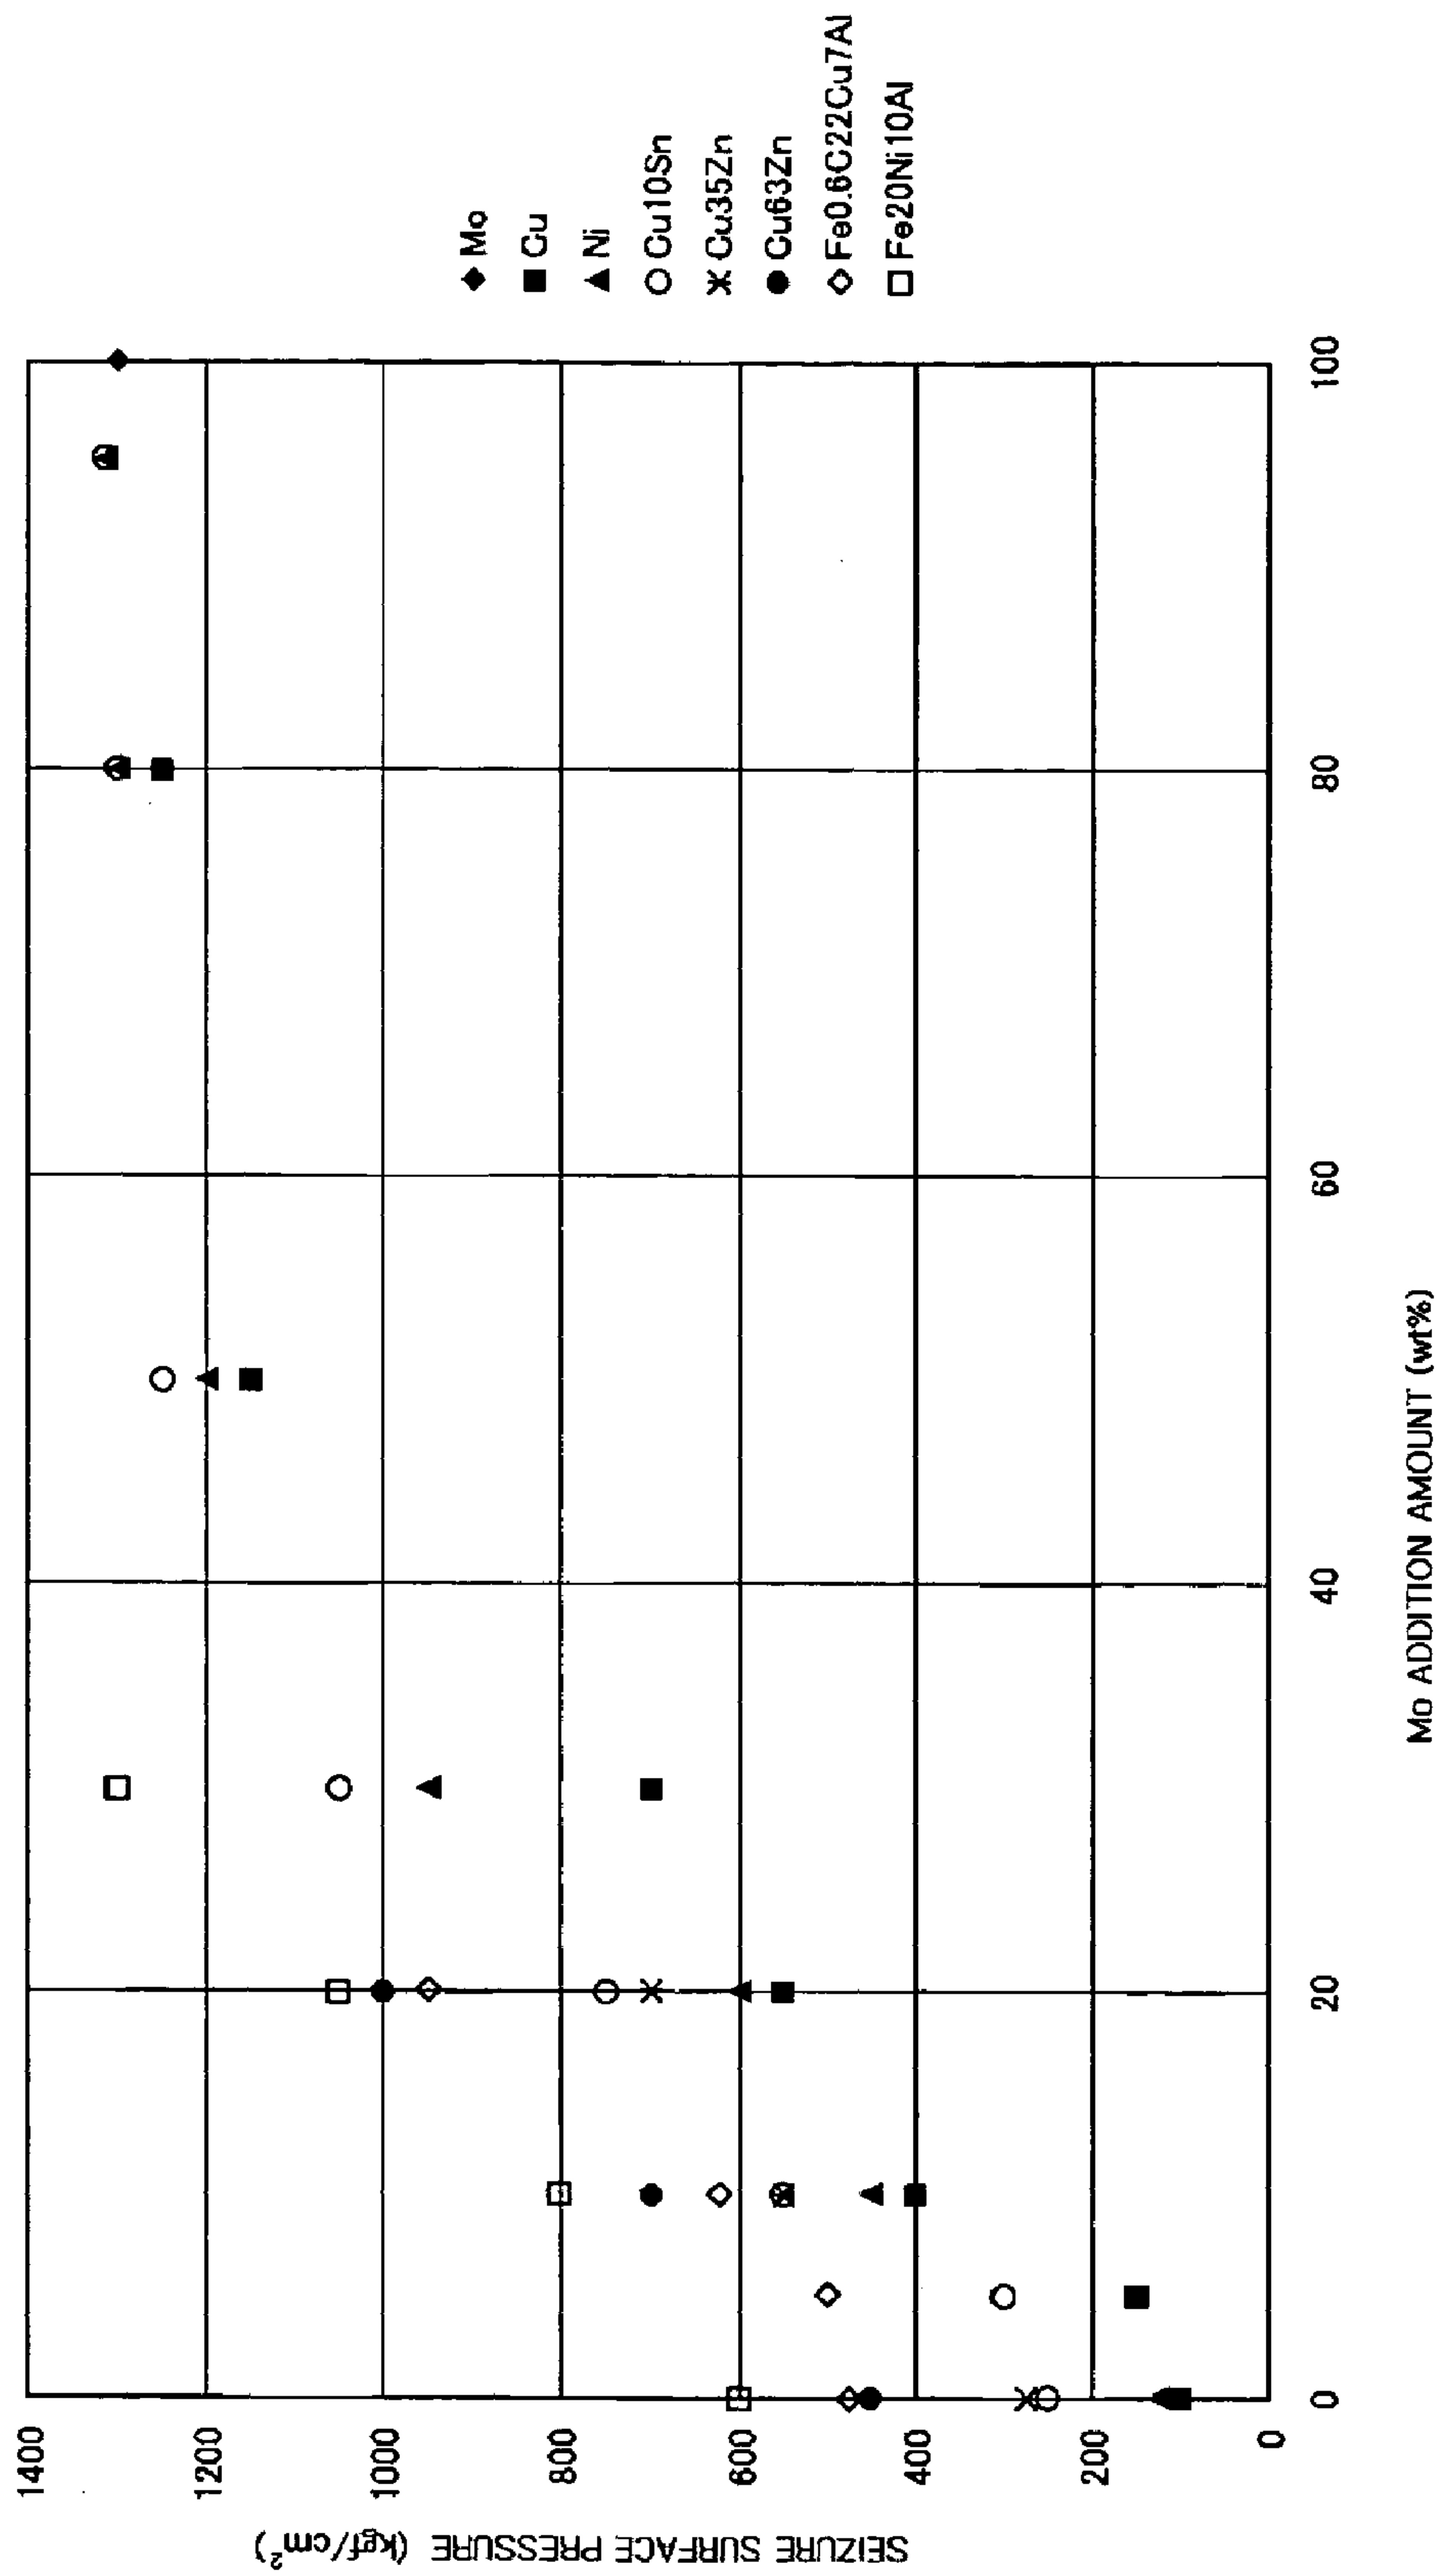 SEIZURE SURFACE PRESSURE (kgf/cm²)
1400
1200
1000
800
600
400
200
0
0
20
40
60
80
100
Mo ADDITION AMOUNT (wt%)
◆ Mo
■ Cu
▲ Ni
○ Cu10Sn
✕ Cu35Zn
● Cu63Zn
◇ Fe0.6C22Cu7Al
□ Fe20Ni10Al